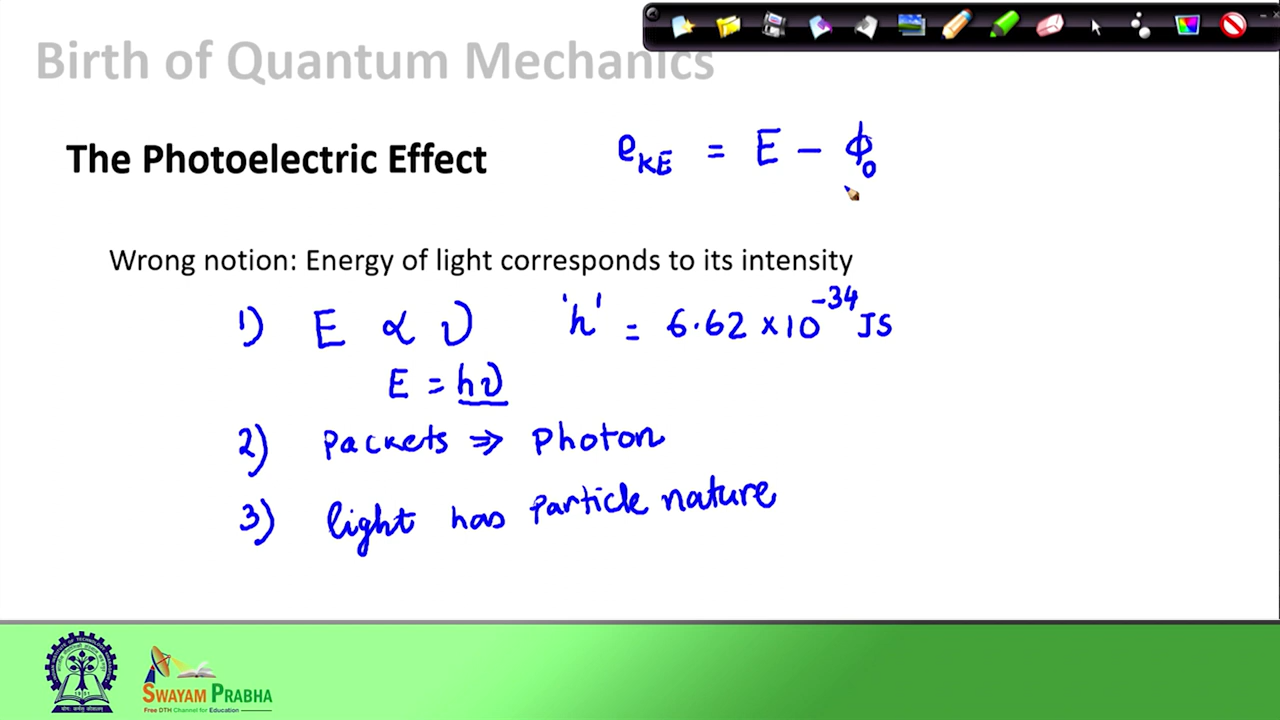 Birth of Quantum Mechanics
The Photoelectric Effect
e_KE = E - ϕ₀
Wrong notion: Energy of light corresponds to its intensity
1) E ∝ ν 'h' = 6.62 × 10⁻³⁴ JS
E = hν
2) Packets ⇒ Photon
3) light has particle nature
SWAYAM PRABHA
Free DTH Channel for Education